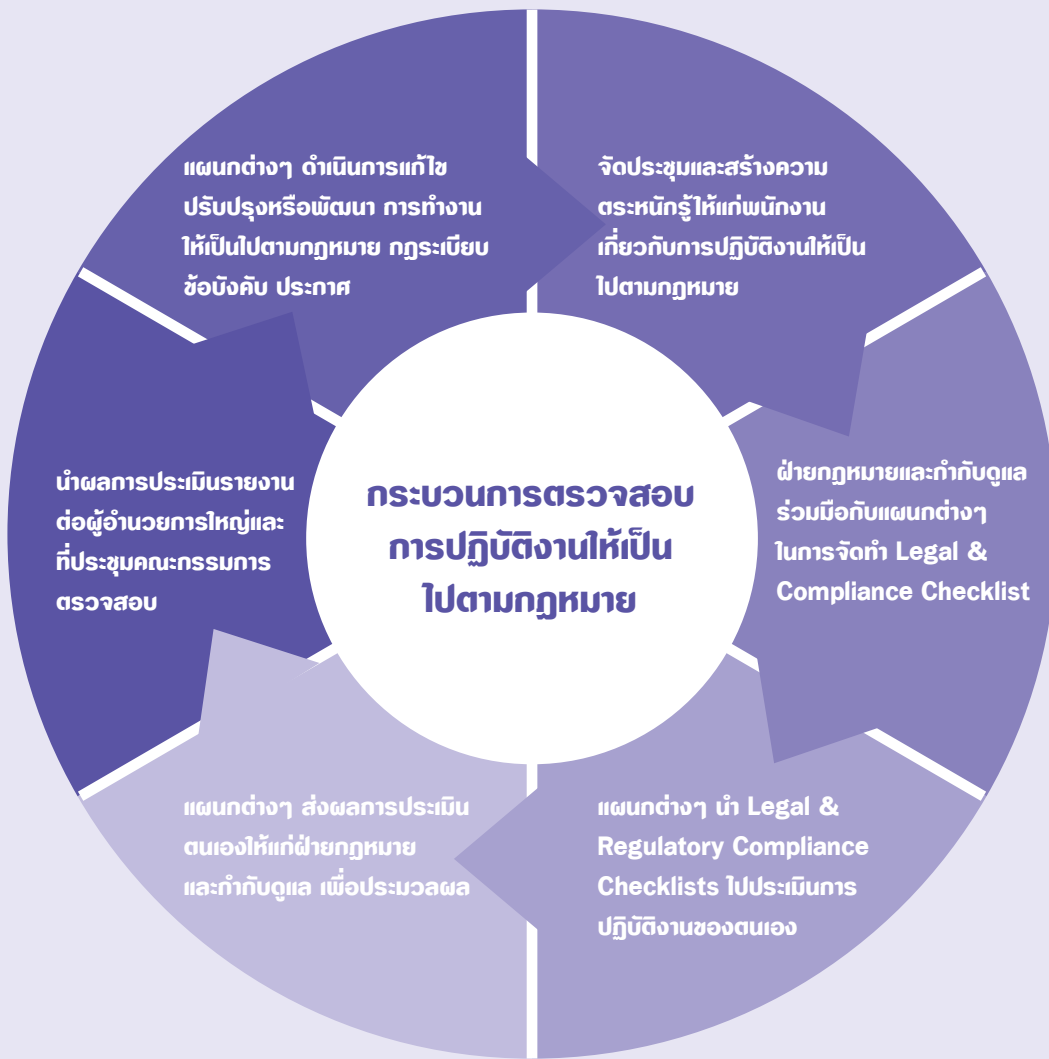 แผนกต่างๆ ดำเนินการแก้ไข
ปรับปรุงหรือพัฒนา การทำงาน
ให้เป็นไปตามกฎหมาย กฎระเบียบ
ข้อบังคับ ประกาศ
จัดประชุมและสร้างความ
ตระหนักรู้ให้แก่พนักงาน
เกี่ยวกับการปฏิบัติงานให้เป็น
ไปตามกฎหมาย
ฝ่ายกฎหมายและกำกับดูแล
ร่วมมือกับแผนกต่างๆ
ในการจัดทำ Legal &
Compliance Checklist
แผนกต่างๆ นำ Legal &
Regulatory Compliance
Checklists ไปประเมินการ
ปฏิบัติงานของตนเอง
แผนกต่างๆ ส่งผลการประเมิน
ตนเองให้แก่ฝ่ายกฎหมาย
และกำกับดูแล เพื่อประมวลผล
นำผลการประเมินรายงาน
ต่อผู้อำนวยการใหญ่และ
ที่ประชุมคณะกรรมการ
ตรวจสอบ
กระบวนการตรวจสอบ
การปฏิบัติงานให้เป็น
ไปตามกฎหมาย